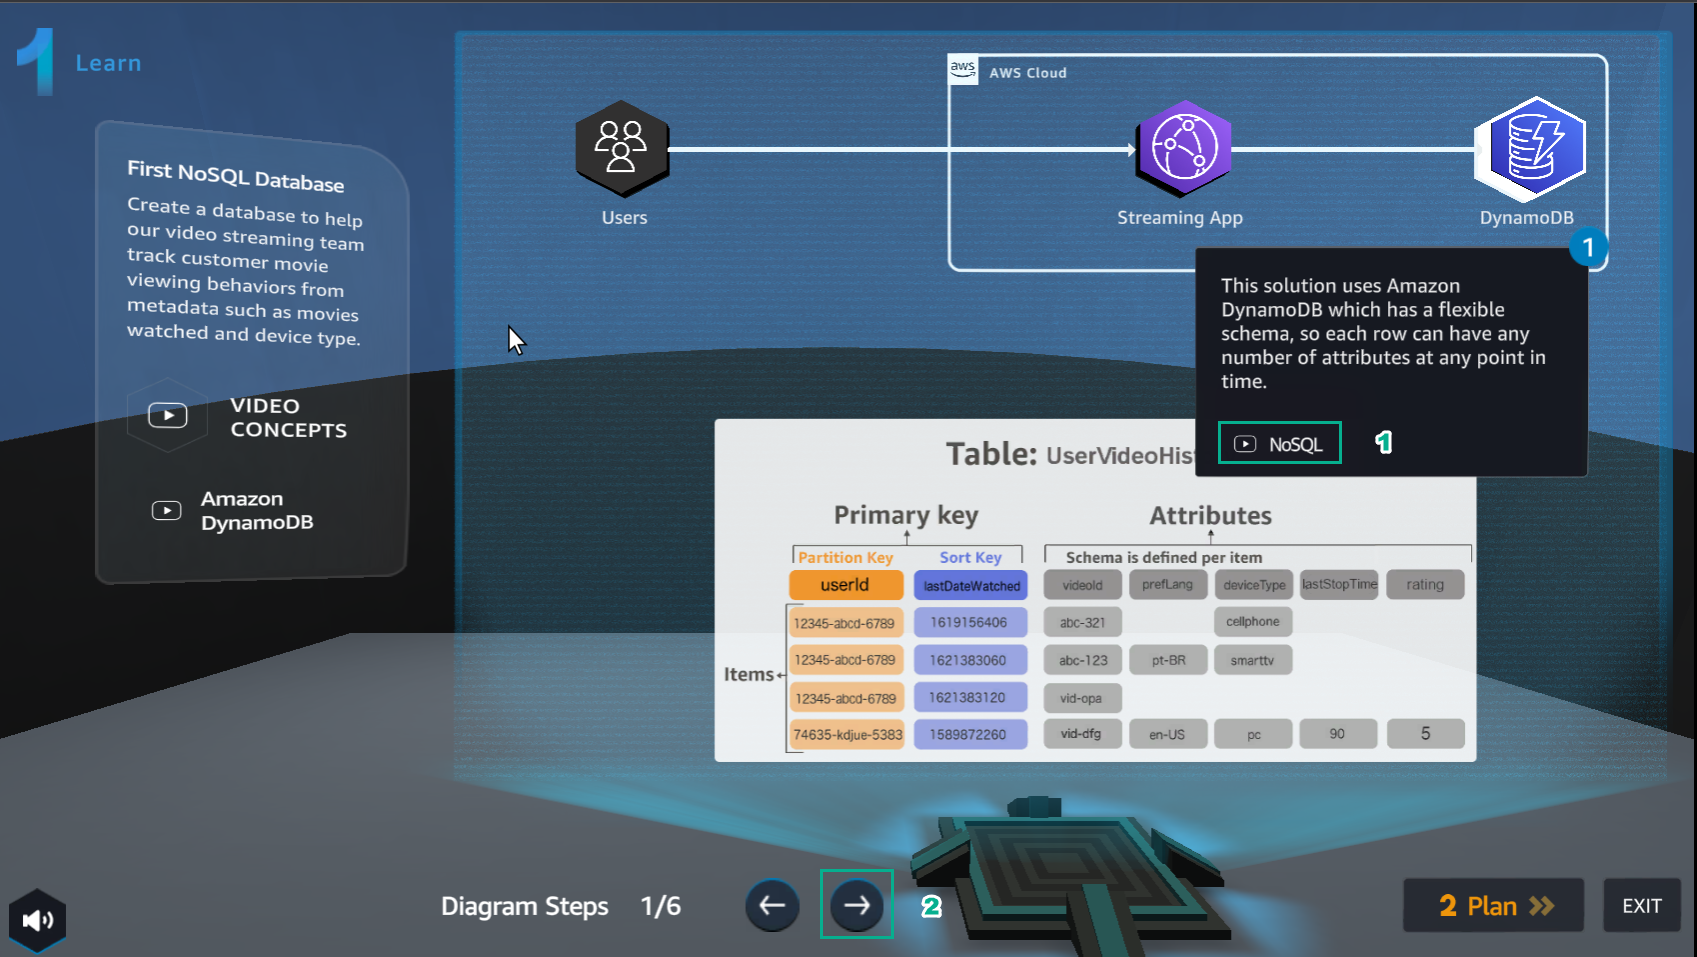 1 Learn
aws AWS Cloud
First NoSQL Database
Create a database to help
our video streaming team
track customer movie
viewing behaviors from
metadata such as movies
watched and device type.
VIDEO
CONCEPTS
Amazon
DynamoDB
Users
Streaming App
DynamoDB
1
This solution uses Amazon
DynamoDB which has a flexible
schema, so each row can have any
number of attributes at any point in
time.
NoSQL 1
Table: UserVideoHis
Primary key Attributes
Partition Key Sort Key Schema is defined per item
userId lastDateWatched videoId prefLang deviceType lastStopTime rating
12345-abcd-6789 1619156406 abc-321 cellphone
12345-abcd-6789 1621383060 abc-123 pt-BR smarttv
Items
12345-abcd-6789 1621383120 vid-opa
74635-kdjue-5383 1589872260 vid-dfg en-US pc 90 5
Diagram Steps 1/6 2
2 Plan
EXIT